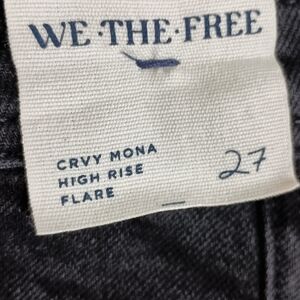 WE·THE·FREE
CRVY MONA
HIGH RISE
FLARE
27